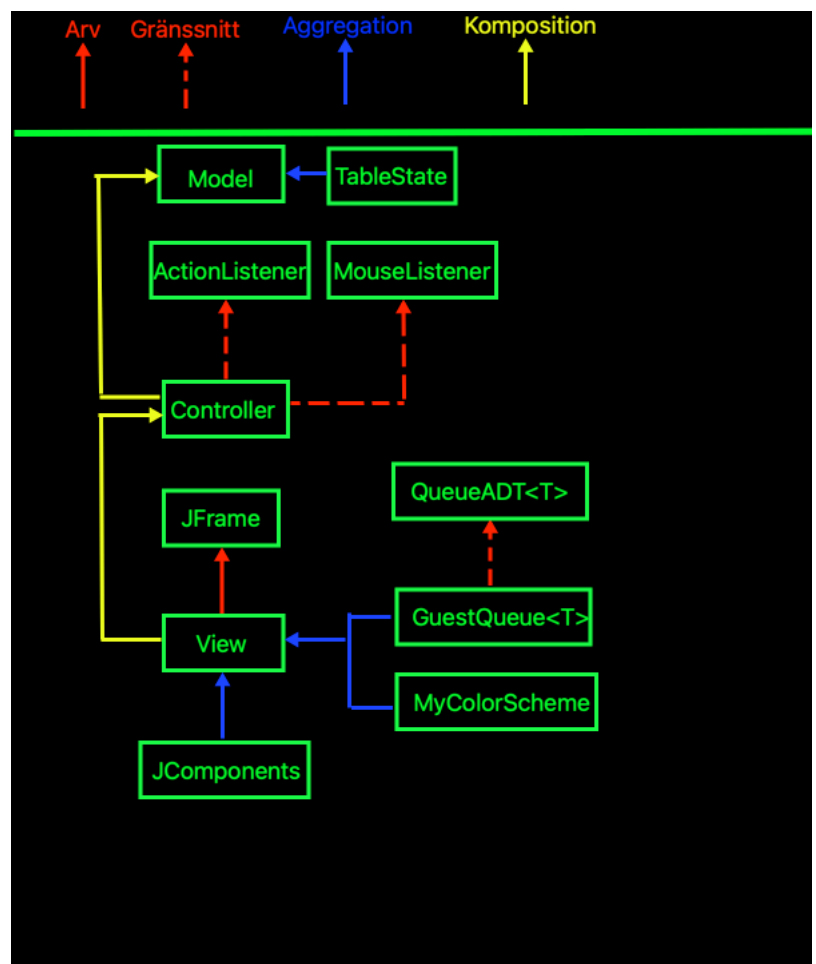 Arv Gränssnitt Aggregation Komposition
Model TableState
ActionListener MouseListener
Controller
QueueADT<T>
JFrame
GuestQueue<T>
View
MyColorScheme
JComponents